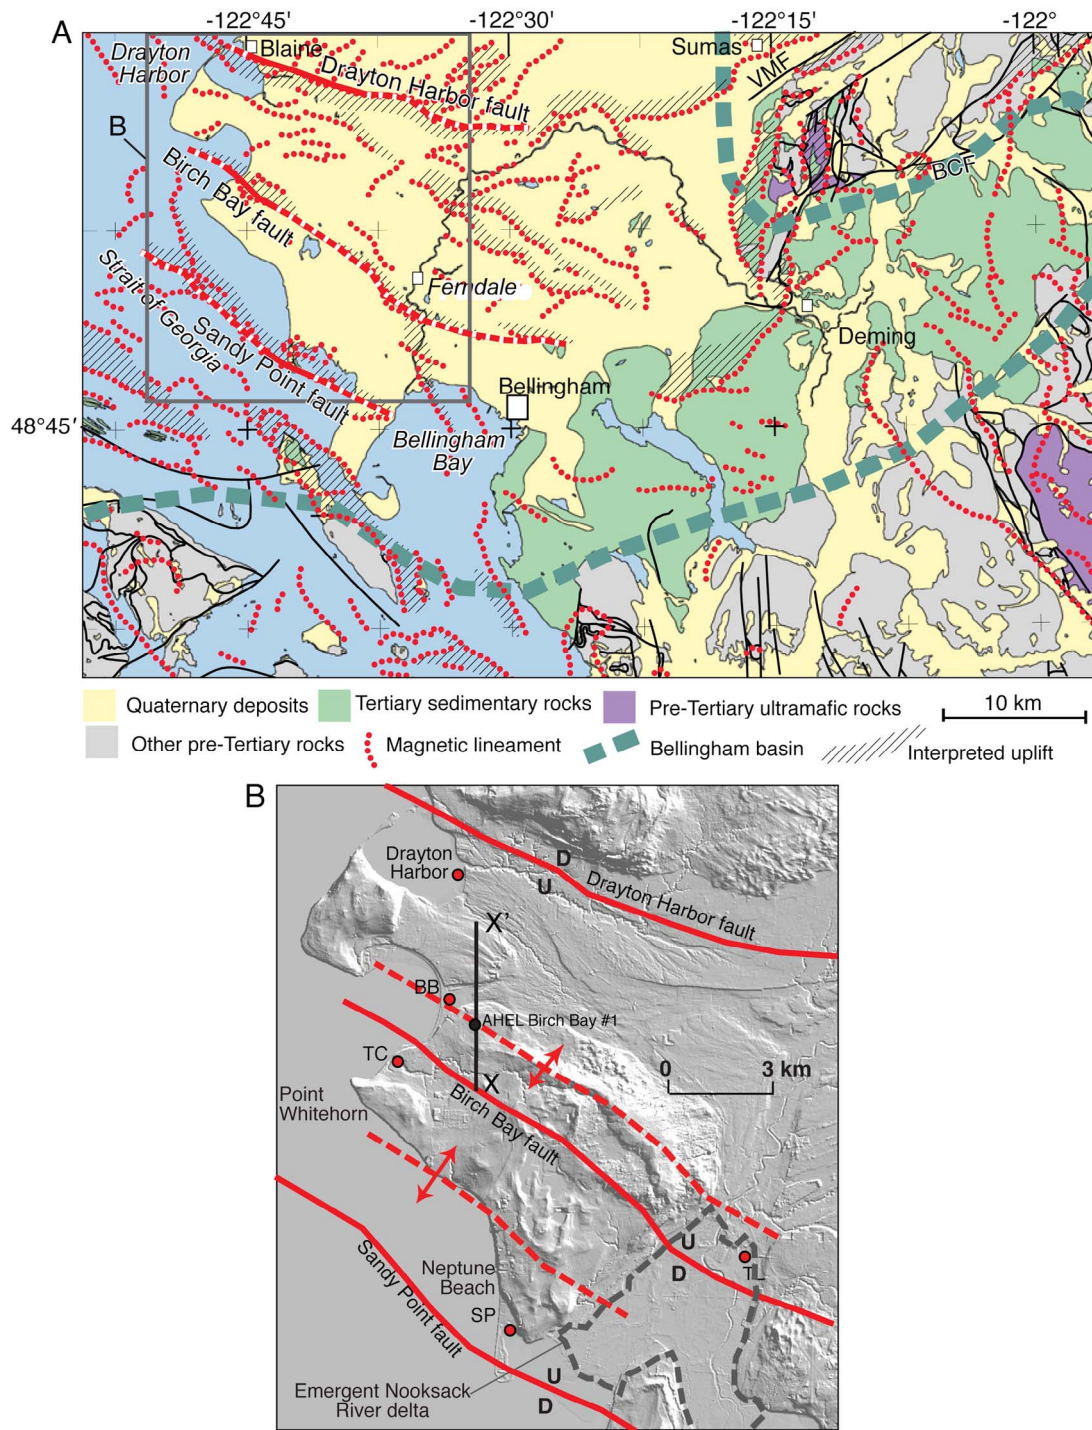 A
-122°45'
-122°30'
-122°15'
-122°
Drayton
Harbor
Blaine
Sumas
VMF
Drayton Harbor fault
B
BCF
Birch Bay fault
Strait of Georgia
Ferndale
Sandy Point fault
Deming
Bellingham
48°45'
Bellingham
Bay
Quaternary deposits
Tertiary sedimentary rocks
Pre-Tertiary ultramafic rocks
10 km
Other pre-Tertiary rocks
Magnetic lineament
Bellingham basin
Interpreted uplift
B
Drayton
Harbor
D
U
Drayton Harbor fault
X'
BB
AHEL Birch Bay #1
TC
0
3 km
X
Point
Whitehorn
Birch Bay fault
U
D
TL
Neptune
Beach
Sandy Point fault
SP
U
D
Emergent Nooksack
River delta